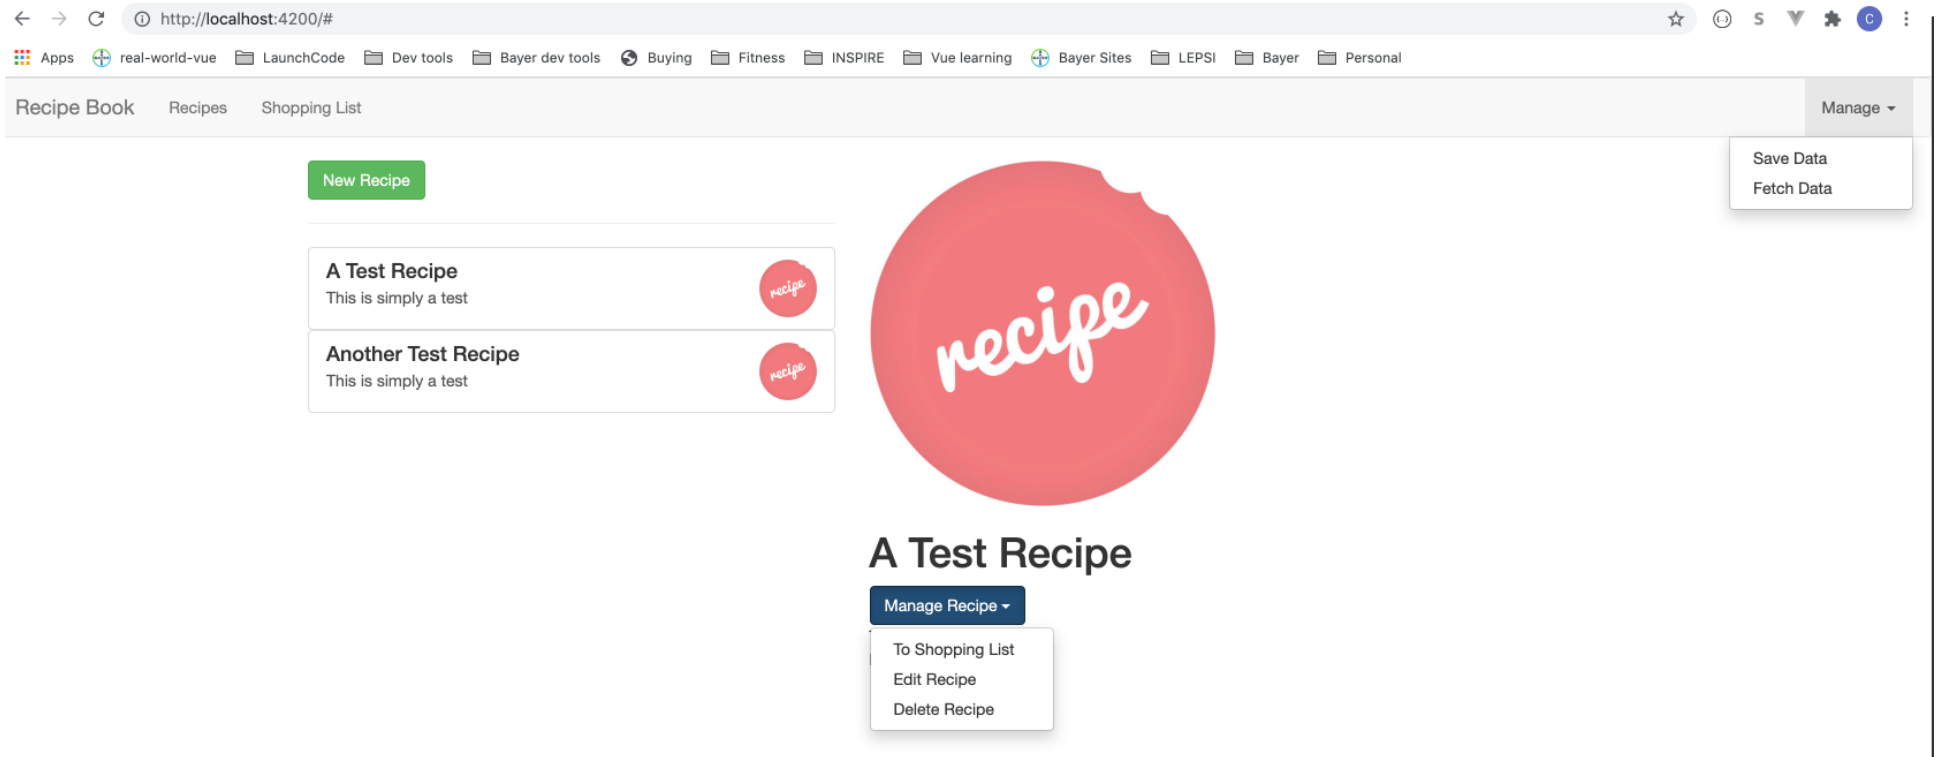 http://localhost:4200/#
S
C
Apps real-world-vue LaunchCode Dev tools Bayer dev tools Buying Fitness INSPIRE Vue learning Bayer Sites LEPSI Bayer Personal
Recipe Book Recipes Shopping List Manage
Save Data
Fetch Data
New Recipe
A Test Recipe
This is simply a test
recipe
Another Test Recipe
This is simply a test
recipe
recipe
A Test Recipe
Manage Recipe
To Shopping List
Edit Recipe
Delete Recipe